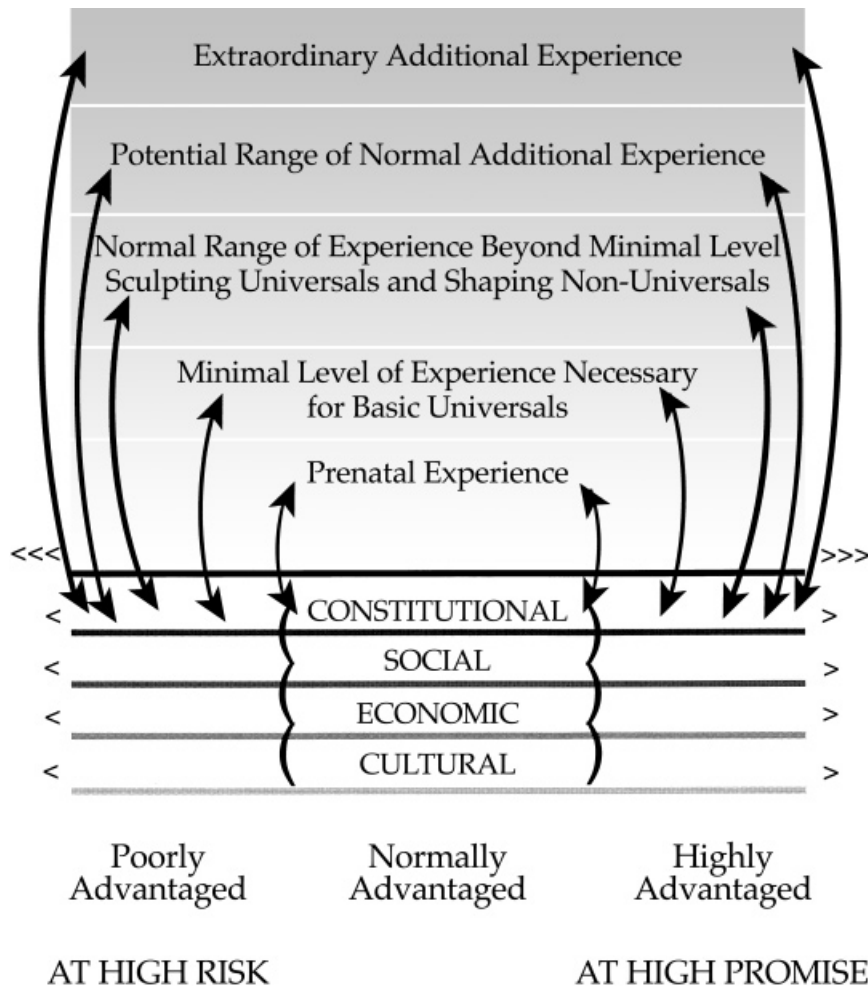 Extraordinary Additional Experience
Potential Range of Normal Additional Experience
Normal Range of Experience Beyond Minimal Level
Sculpting Universals and Shaping Non-Universals
Minimal Level of Experience Necessary
for Basic Universals
Prenatal Experience
<<< >>>
< CONSTITUTIONAL >
< SOCIAL >
< ECONOMIC >
< CULTURAL >
Poorly Normally Highly
Advantaged Advantaged Advantaged
AT HIGH RISK AT HIGH PROMISE